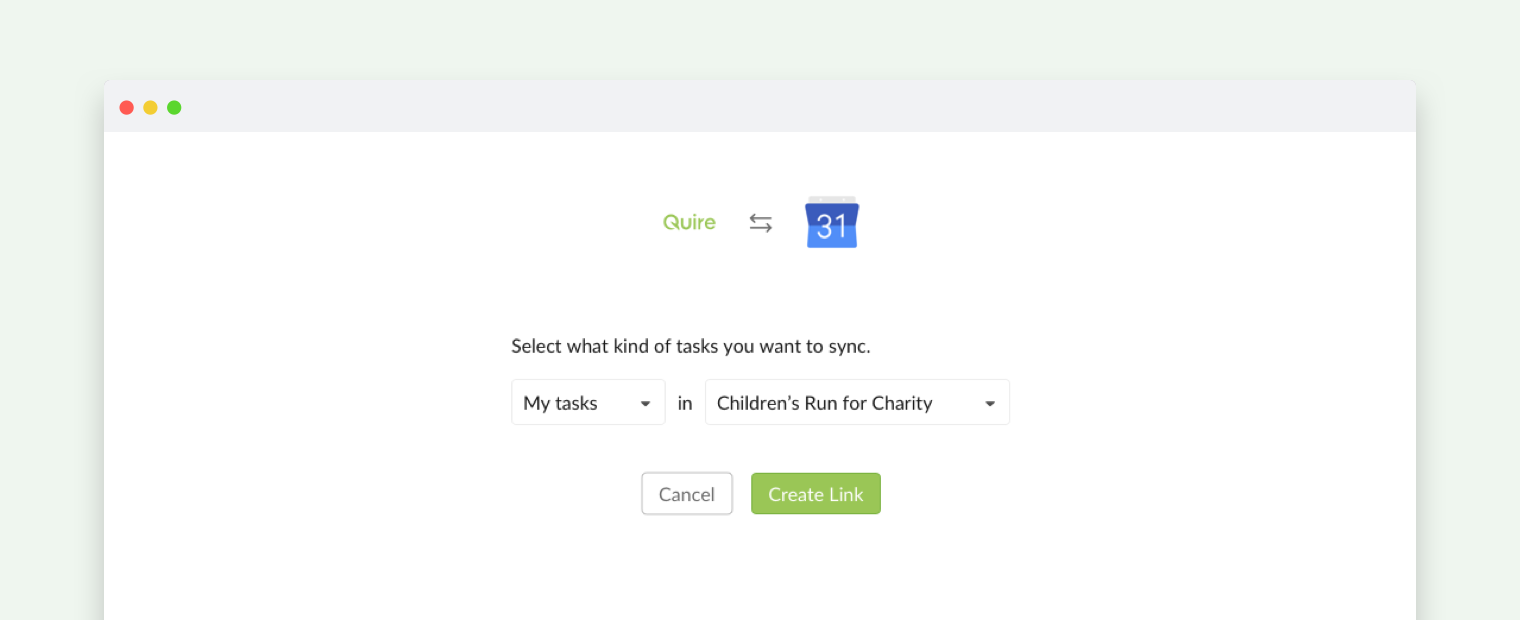 Quire
31
Select what kind of tasks you want to sync.
My tasks in Children’s Run for Charity
Cancel Create Link